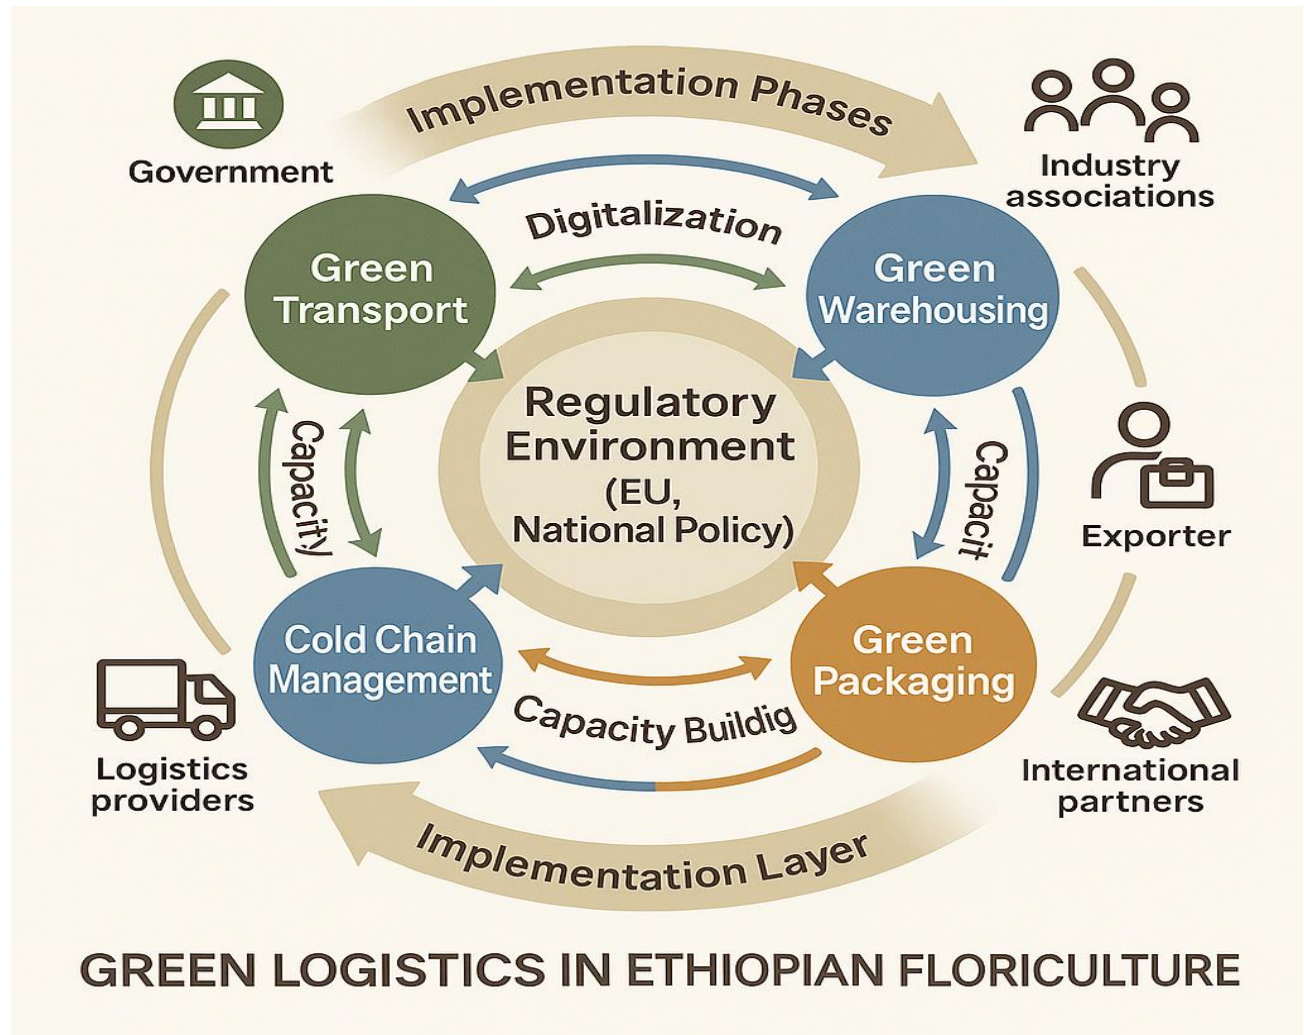 Implementation Phases
Government
Industry
associations
Digitalization
Green
Transport
Green
Warehousing
Regulatory
Environment
(EU,
National Policy)
Capacity
Capacit
Exporter
Cold Chain
Management
Green
Packaging
Capacity Buildig
Logistics
providers
International
partners
Implementation Layer
GREEN LOGISTICS IN ETHIOPIAN FLORICULTURE